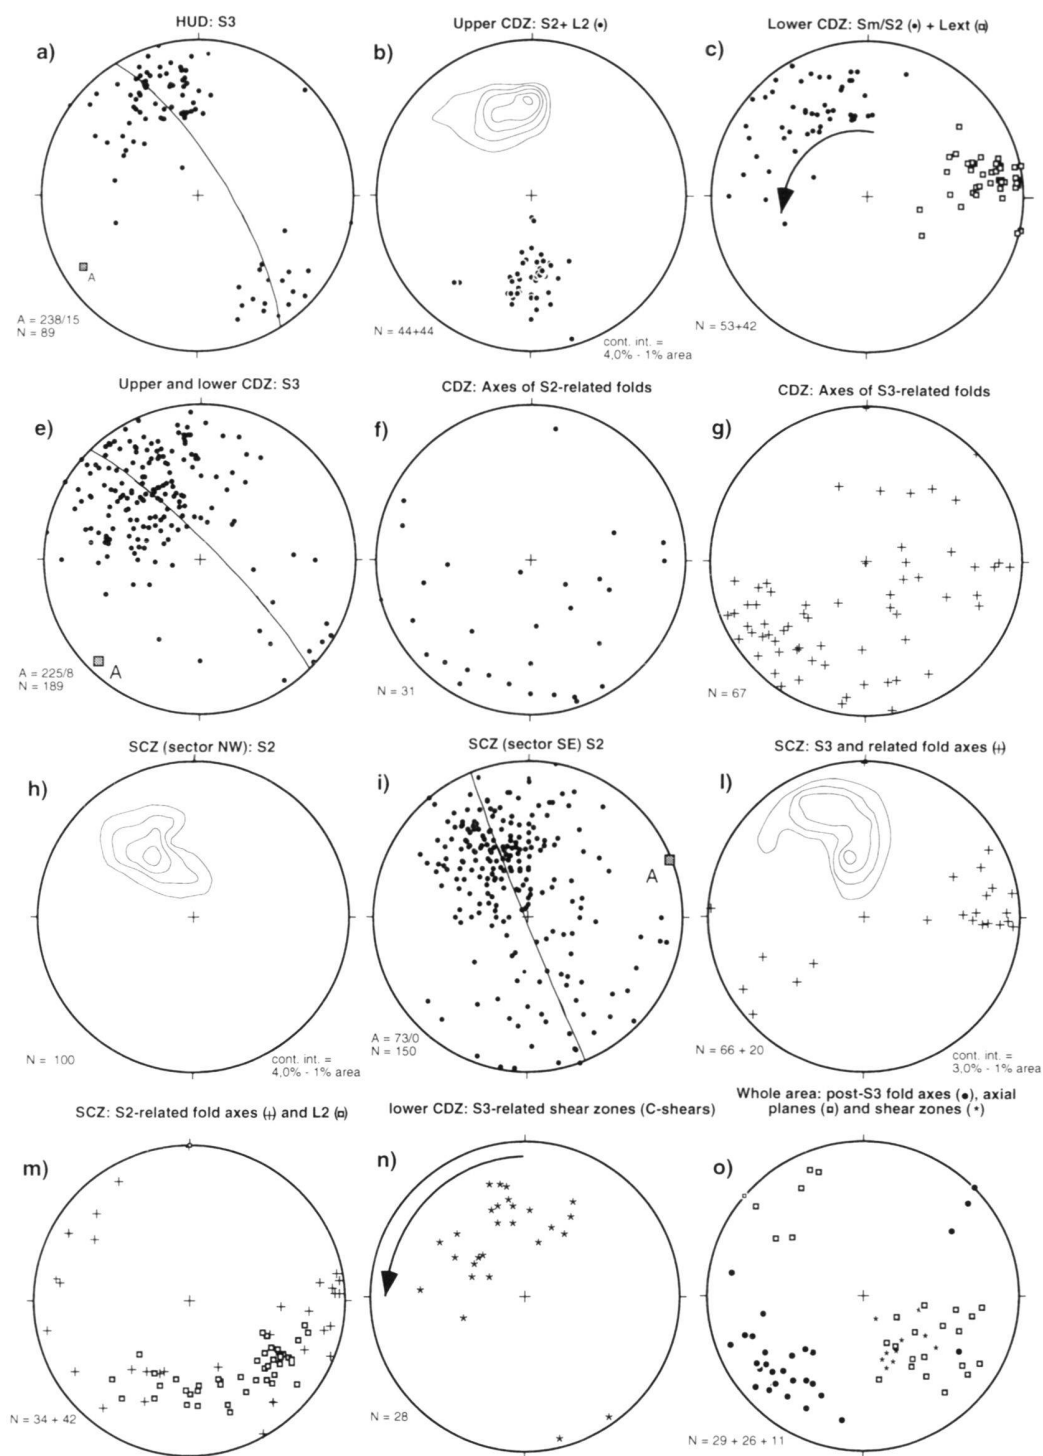 HUD: S3
a)
A
A = 238/15
N = 89
Upper CDZ: S2+ L2 (•)
b)
N = 44+44
cont. int. =
4,0% - 1% area
Lower CDZ: Sm/S2 (•) + Lext (□)
c)
N = 53+42
Upper and lower CDZ: S3
e)
A
A = 225/8
N = 189
CDZ: Axes of S2-related folds
f)
N = 31
CDZ: Axes of S3-related folds
g)
N = 67
SCZ (sector NW): S2
h)
N = 100
cont. int. =
4,0% - 1% area
SCZ (sector SE) S2
i)
A
A = 73/0
N = 150
SCZ: S3 and related fold axes (+)
l)
N = 66 + 20
cont. int. =
3,0% - 1% area
SCZ: S2-related fold axes (+) and L2 (□)
m)
N = 34 + 42
lower CDZ: S3-related shear zones (C-shears)
n)
N = 28
Whole area: post-S3 fold axes (•), axial
planes (□) and shear zones (*)
o)
N = 29 + 26 + 11